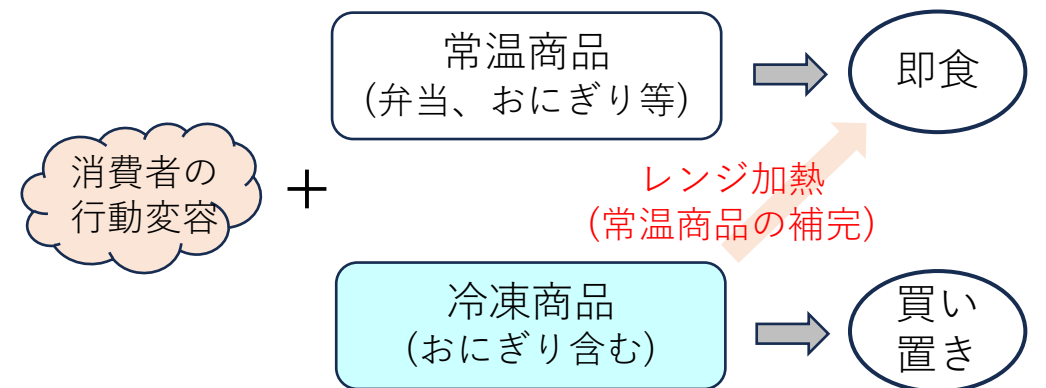 常温商品
(弁当、おにぎり等)
即食
消費者の
行動変容
+
レンジ加熱
(常温商品の補完)
冷凍商品
(おにぎり含む)
買い
置き